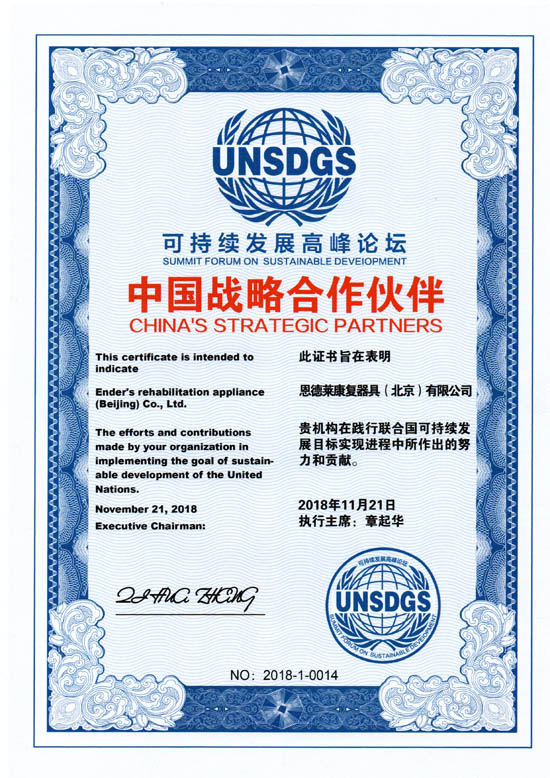 UNSDGS
可持续发展高峰论坛
SUMMIT FORUM ON SUSTAINABLE DEVEIOPMENT
中国战略合作伙伴
CHINA'S STRATEGIC PARTNERS
This certificate is intended to
indicate
Ender's rehabilitation appliance
(Beijing) Co., Ltd.
The efforts and contributions
made by your organization in
implementing the goal of sustain-
able development of the United
Nations.
November 21, 2018
Executive Chairman:
此证书旨在表明
恩德莱康复器具（北京）有限公司
贵机构在践行联合国可持续发
展目标实现进程中所作出的努
力和贡献。
2018年11月21日
执行主席：章起华
QIHUA ZHANG
可持续发展高峰论坛
UNSDGS
SUMMIT FORUM ON SUSTAINABLE DEVEIOPMENT
NO：2018-1-0014